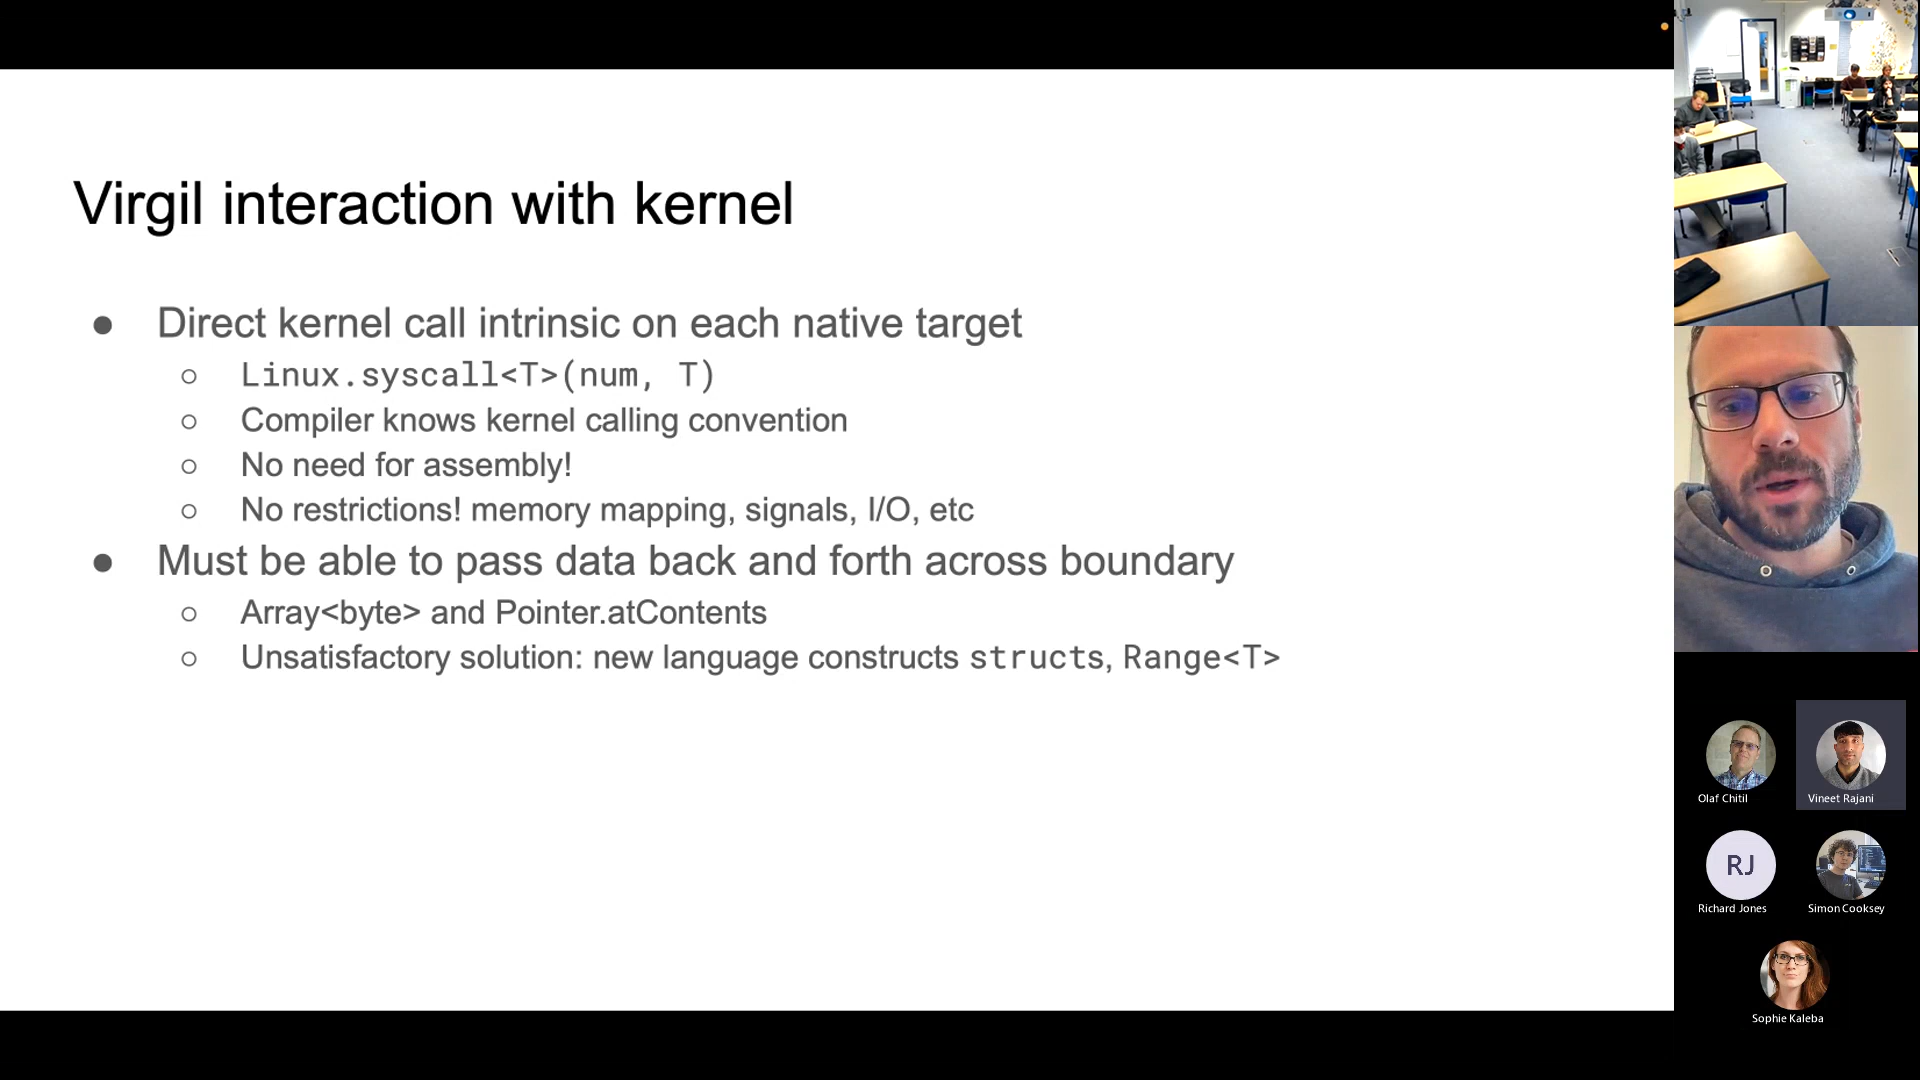 Virgil interaction with kernel
● Direct kernel call intrinsic on each native target
○ Linux.syscall<T>(num, T)
○ Compiler knows kernel calling convention
○ No need for assembly!
○ No restrictions! memory mapping, signals, I/O, etc
● Must be able to pass data back and forth across boundary
○ Array<byte> and Pointer.atContents
○ Unsatisfactory solution: new language constructs structs, Range<T>
Olaf Chitil
Vineet Rajani
RJ
Richard Jones
Simon Cooksey
Sophie Kaleba